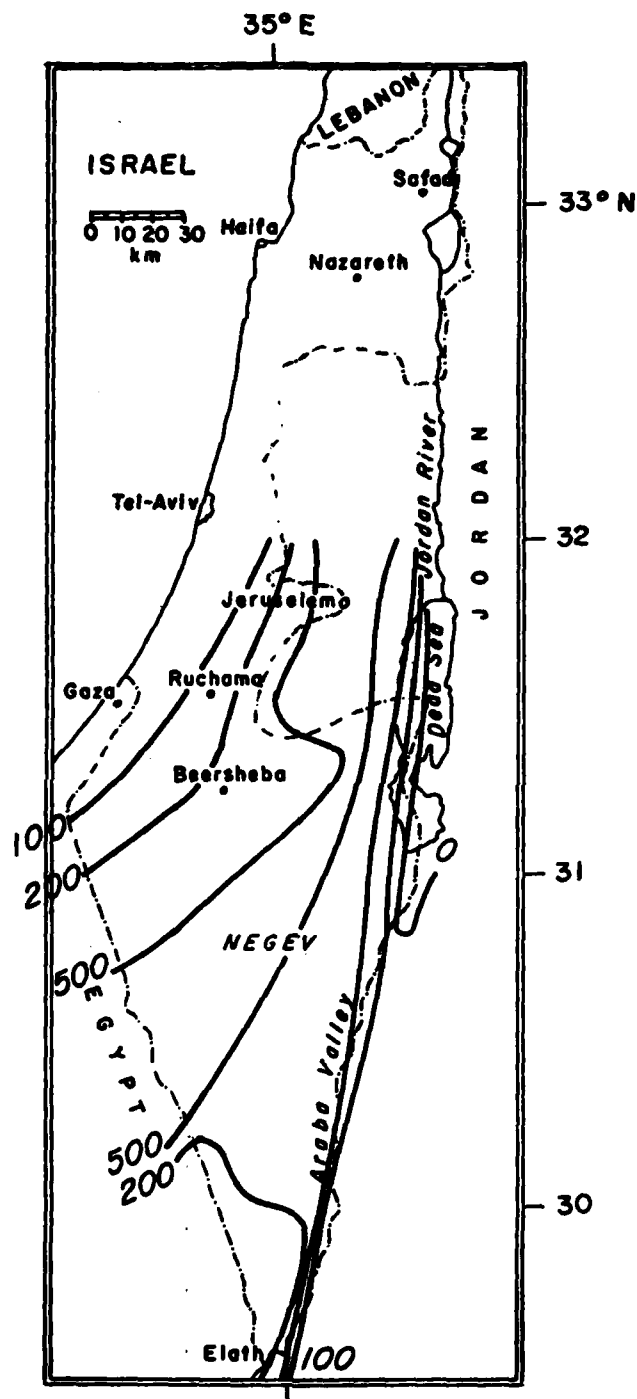 35° E
LEBANON
ISRAEL
Safad
33° N
0 10 20 30
km
Haifa
Nazareth
JORDAN
Jordan River
Tel-Aviv
32
Jeruselema
Dead Sea
Ruchama
Gaza
Beersheba
100
200
0
31
NEGEV
500
EGYPT
Araba Valley
500
200
30
Elath
100